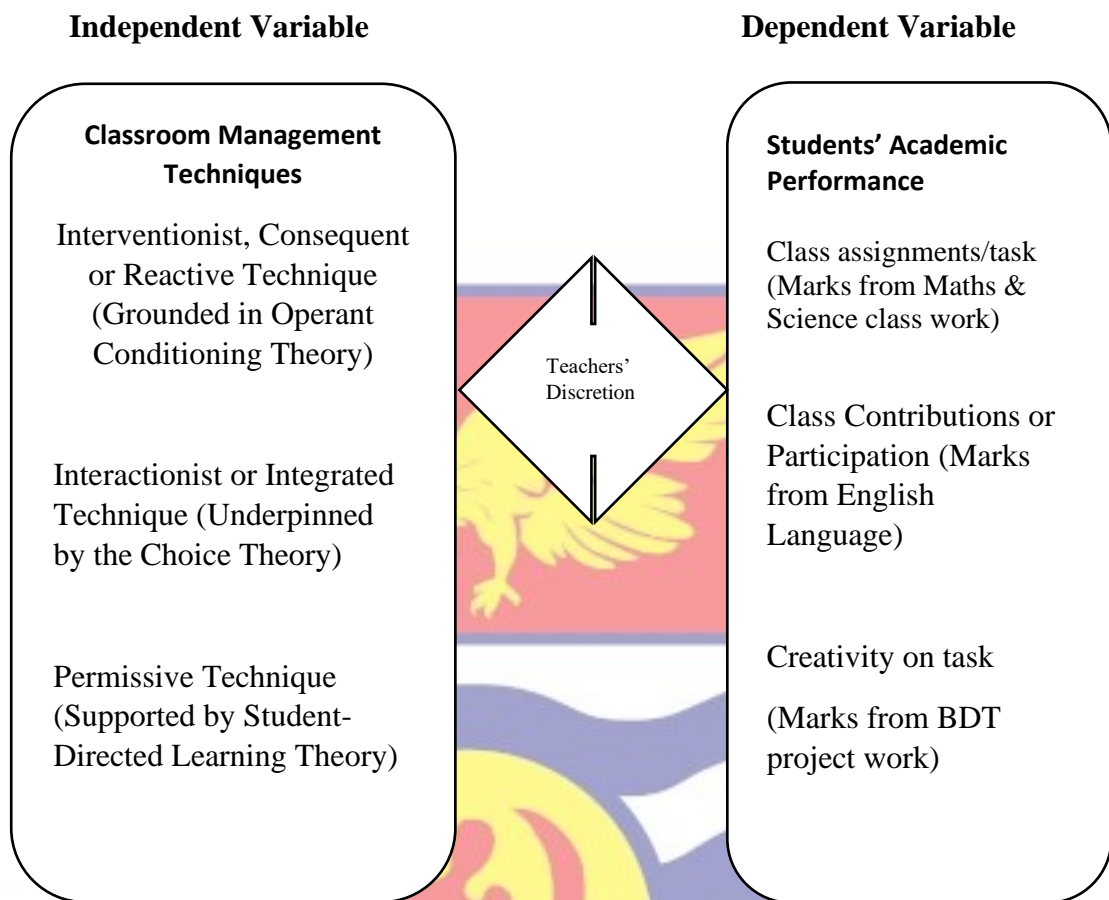 Independent Variable
Dependent Variable
Classroom Management
Techniques
Interventionist, Consequent
or Reactive Technique
(Grounded in Operant
Conditioning Theory)
Interactionist or Integrated
Technique (Underpinned
by the Choice Theory)
Permissive Technique
(Supported by Student-
Directed Learning Theory)
Teachers’
Discretion
Students’ Academic
Performance
Class assignments/task
(Marks from Maths &
Science class work)
Class Contributions or
Participation (Marks
from English
Language)
Creativity on task
(Marks from BDT
project work)